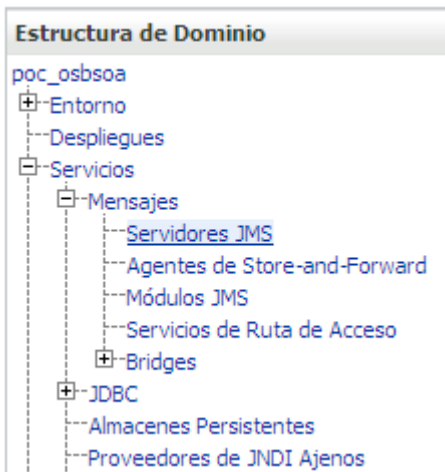 Estructura de Dominio
poc_osbsoa
Entorno
Despliegues
Servicios
Mensajes
Servidores JMS
Agentes de Store-and-Forward
Módulos JMS
Servicios de Ruta de Acceso
Bridges
JDBC
Almacenes Persistentes
Proveedores de JNDI Ajenos